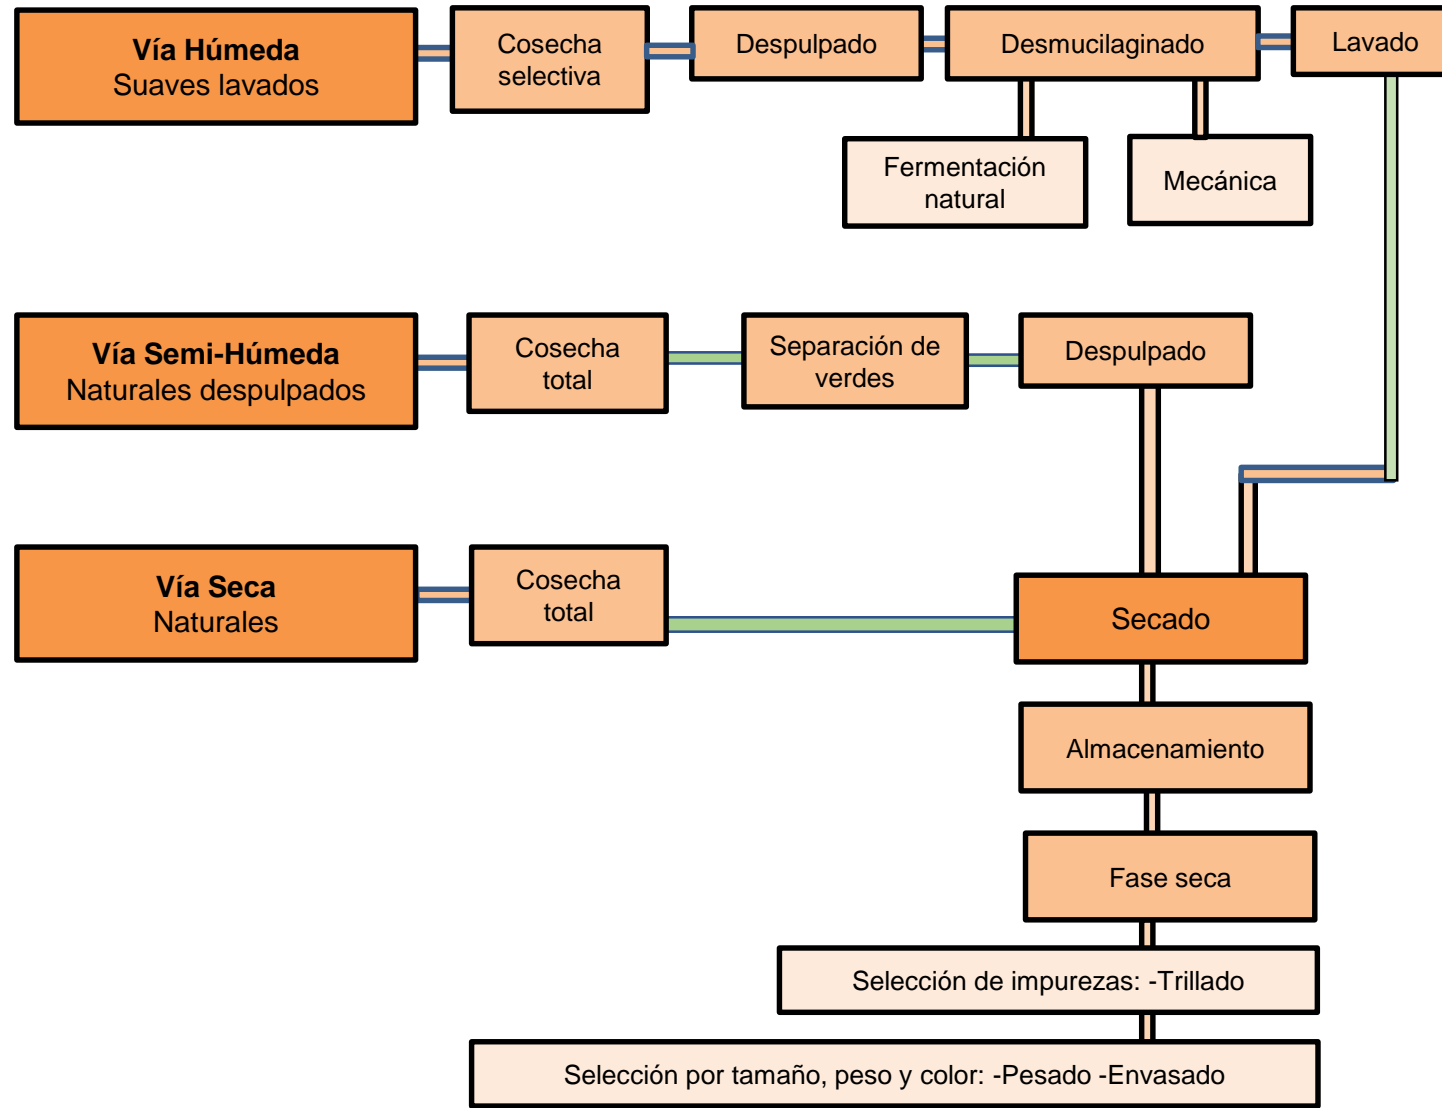 Vía Húmeda
Suaves lavados
Cosecha
selectiva
Despulpado
Desmucilaginado
Lavado
Fermentación
natural
Mecánica
Vía Semi-Húmeda
Naturales despulpados
Cosecha
total
Separación de
verdes
Despulpado
Vía Seca
Naturales
Cosecha
total
Secado
Almacenamiento
Fase seca
Selección de impurezas: -Trillado
Selección por tamaño, peso y color: -Pesado -Envasado